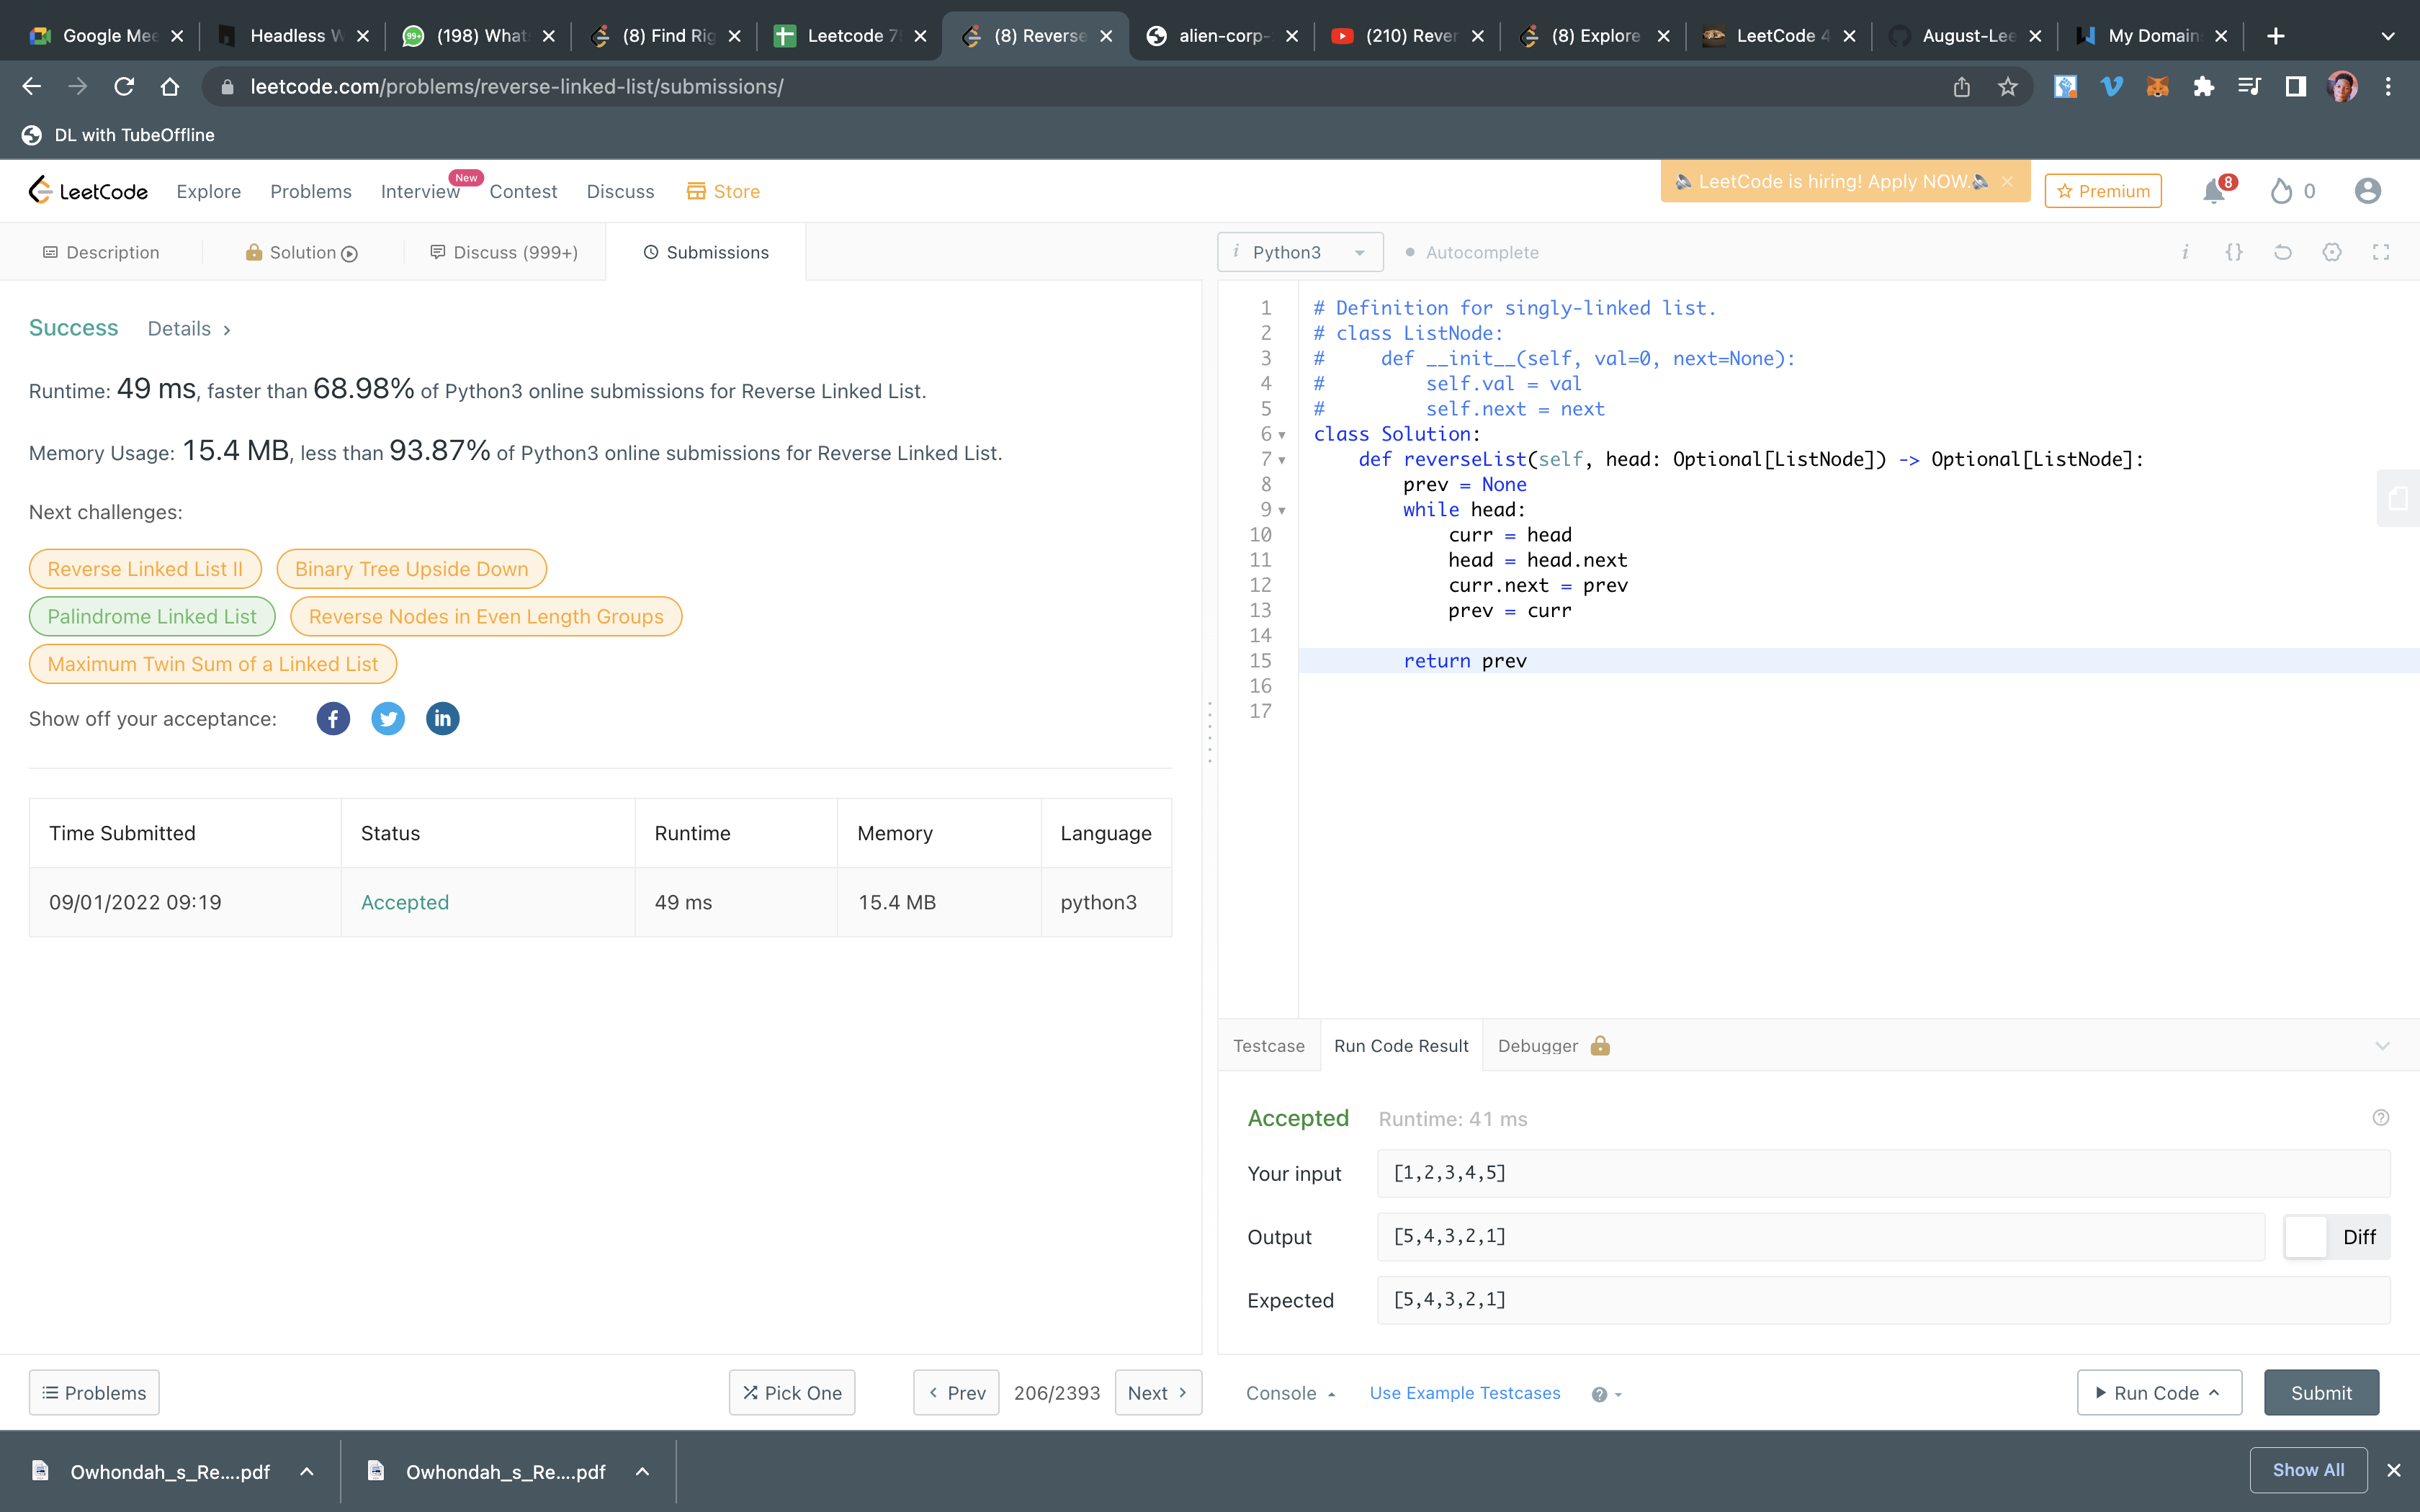 Google Mee
Headless W
(198) What
(8) Find Rig
Leetcode 7
(8) Reverse
alien-corp-
(210) Rever
(8) Explore
LeetCode 4
August-Lee
My Domain
leetcode.com/problems/reverse-linked-list/submissions/
DL with TubeOffline
LeetCode
Explore
Problems
Interview
New
Contest
Discuss
Store
LeetCode is hiring! Apply NOW.
Premium
8
0
Description
Solution
Discuss (999+)
Submissions
Success Details
Runtime: 49 ms, faster than 68.98% of Python3 online submissions for Reverse Linked List.
Memory Usage: 15.4 MB, less than 93.87% of Python3 online submissions for Reverse Linked List.
Next challenges:
Reverse Linked List II
Binary Tree Upside Down
Palindrome Linked List
Reverse Nodes in Even Length Groups
Maximum Twin Sum of a Linked List
Show off your acceptance:
Time Submitted Status Runtime Memory Language
09/01/2022 09:19 Accepted 49 ms 15.4 MB python3
Problems
Pick One
Prev
206/2393
Next
i Python3
Autocomplete
i {}
1 # Definition for singly-linked list.
2 # class ListNode:
3 #     def __init__(self, val=0, next=None):
4 #         self.val = val
5 #         self.next = next
6 class Solution:
7     def reverseList(self, head: Optional[ListNode]) -> Optional[ListNode]:
8         prev = None
9         while head:
10             curr = head
11             head = head.next
12             curr.next = prev
13             prev = curr
14
15         return prev
16
17
Testcase
Run Code Result
Debugger
Accepted Runtime: 41 ms
Your input [1,2,3,4,5]
Output [5,4,3,2,1]
Diff
Expected [5,4,3,2,1]
Console
Use Example Testcases
Run Code
Submit
Owhondah_s_Re....pdf
Owhondah_s_Re....pdf
Show All